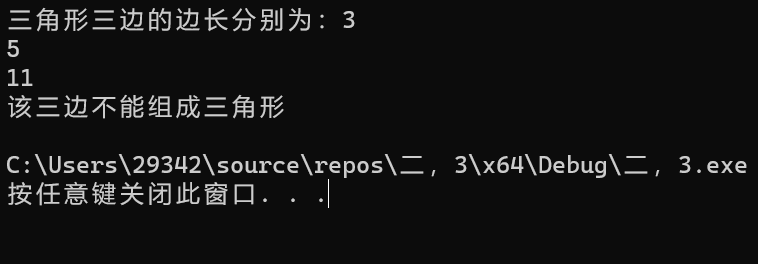 三角形三边的边长分别为：3
5
11
该三边不能组成三角形
C:\Users\29342\source\repos\二，3\x64\Debug\二，3.exe
按任意键关闭此窗口. . .